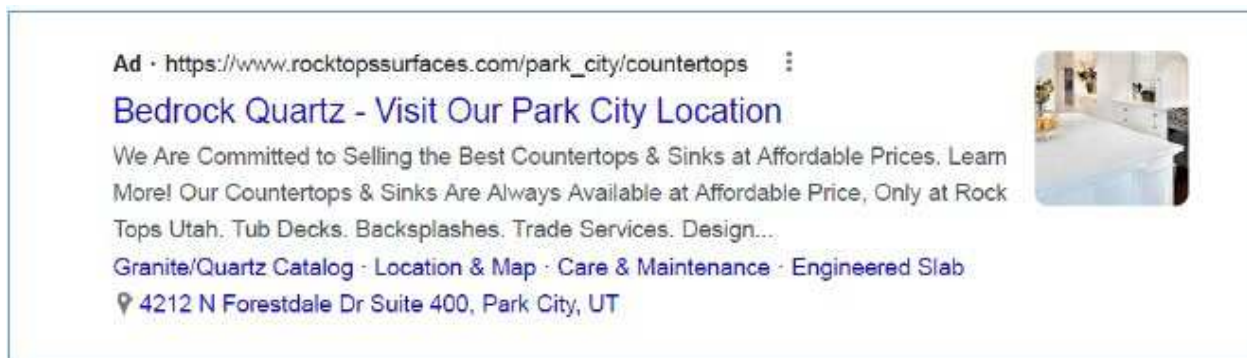 Ad · https://www.rocktopssurfaces.com/park_city/countertops
Bedrock Quartz - Visit Our Park City Location
We Are Committed to Selling the Best Countertops & Sinks at Affordable Prices. Learn
More! Our Countertops & Sinks Are Always Available at Affordable Price, Only at Rock
Tops Utah. Tub Decks. Backsplashes. Trade Services. Design...
Granite/Quartz Catalog · Location & Map · Care & Maintenance · Engineered Slab
4212 N Forestdale Dr Suite 400, Park City, UT